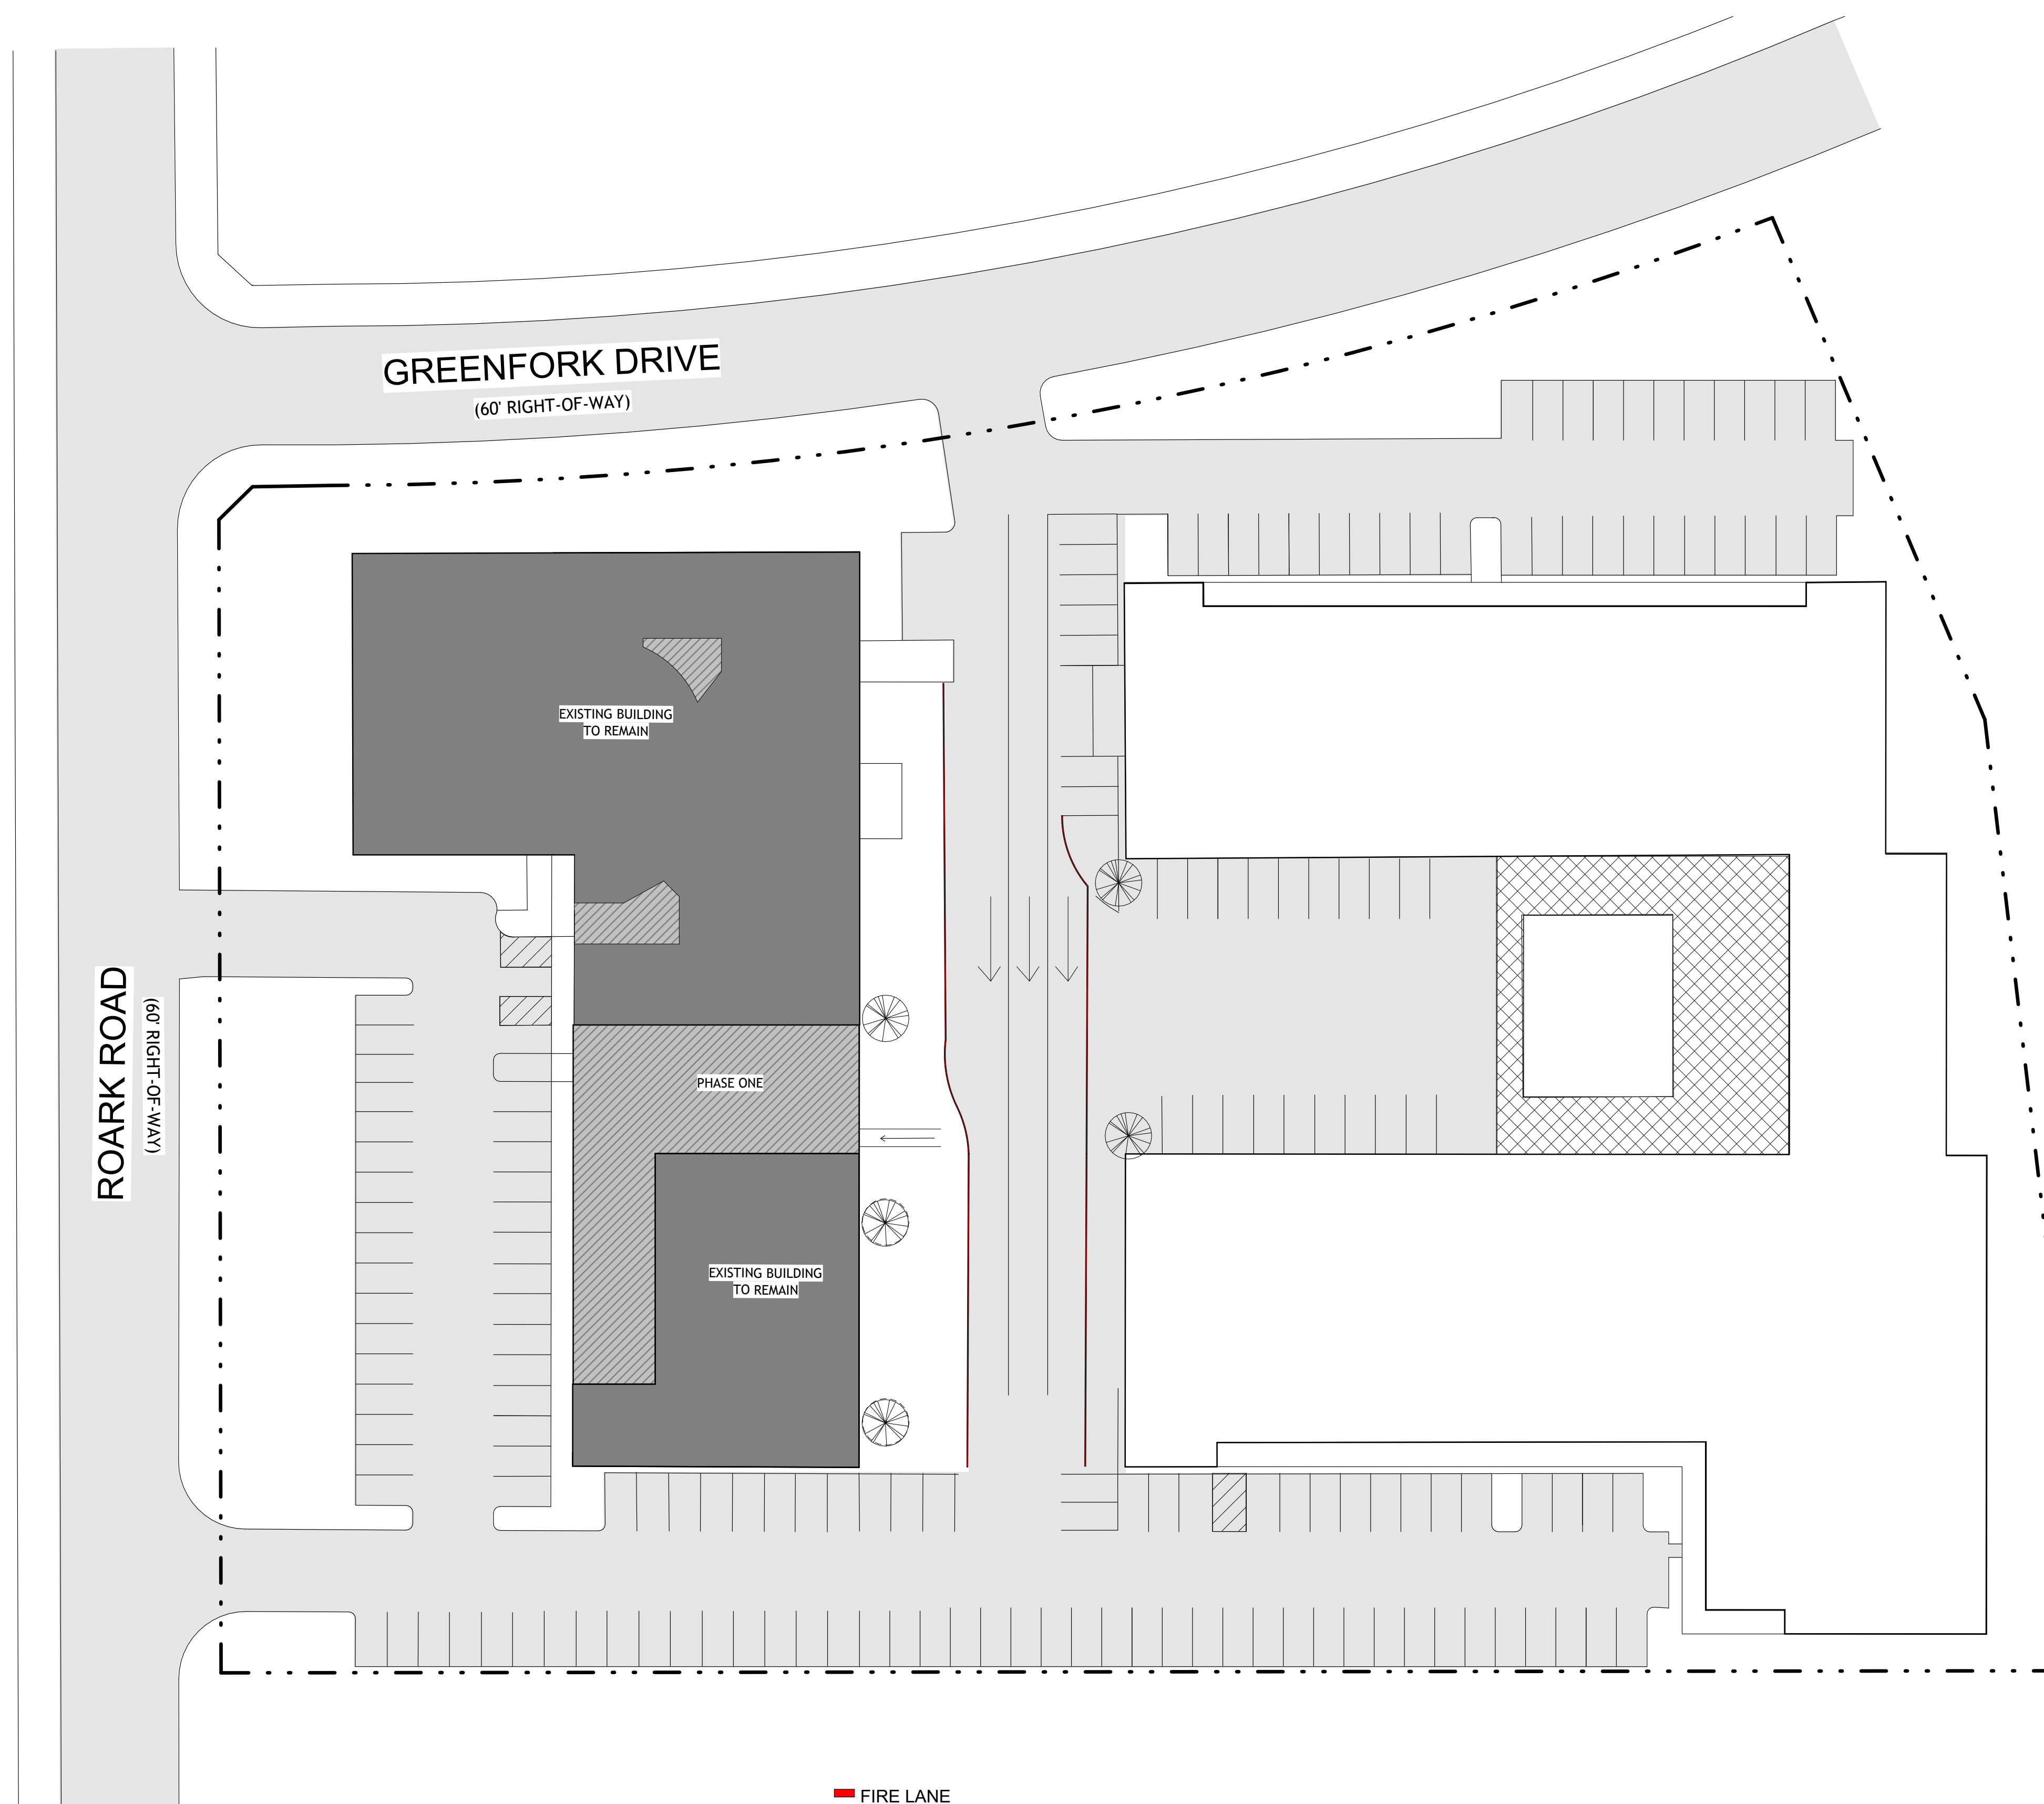 GREENFORK DRIVE
(60' RIGHT-OF-WAY)
EXISTING BUILDING
TO REMAIN
ROARK ROAD
(60' RIGHT-OF-WAY)
PHASE ONE
EXISTING BUILDING
TO REMAIN
FIRE LANE